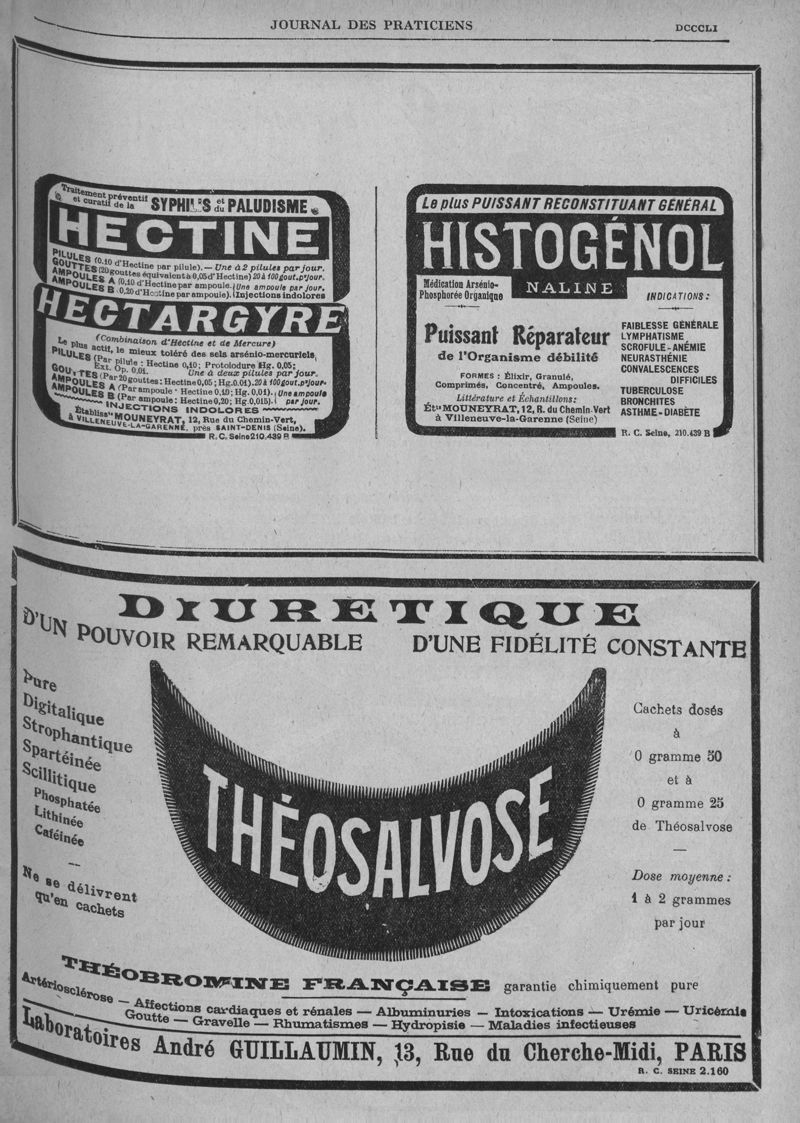 JOURNAL DES PRATICIENS
DCCCLI
Traitement préventif
et curatif de la
SYPHILIS et du PALUDISME
HECTINE
PILULES (0.10 d'Hectine par pilule). — Une à 2 pilules par jour.
GOUTTES (20 gouttes équivalent à 0,05 d'Hectine) 20 à 100 gout. p. jour.
AMPOULES A (0,10 d'Hectine par ampoule. (Une ampoule par jour.
AMPOULES B 0,20 d'Hectine par ampoule). (Injections indolores
HECTARGYRE
(Combinaison d'Hectine et de Mercure)
Le plus actif, le mieux toléré des sels arsénio-mercuriels,
PILULES (Par pilule: Hectine 0,10; Protoiodure Hg. 0,05;
Ext. Op. 0,01. Une à deux pilules par jour.
GOUTTES (Par 20 gouttes: Hectine 0,05; Hg. 0,01). 20 à 100 gout. p. jour.
AMPOULES A (Par ampoule: Hectine 0,10; Hg. 0,01). (Une ampoule
AMPOULES B (Par ampoule: Hectine 0,20; Hg. 0,015). ( par jour.
INJECTIONS INDOLORES
Établiss^ts MOUNEYRAT, 12, Rue du Chemin-Vert,
à VILLENEUVE-LA-GARENNE, près SAINT-DENIS (Seine).
R. C. Seine 210.439 B
Le plus PUISSANT RECONSTITUANT GÉNÉRAL
HISTOGÉNOL
Médication Arsénio-
Phosphorée Organique
NALINE
Puissant Réparateur
de l'Organisme débilité
FORMES : Élixir, Granulé,
Comprimés, Concentré, Ampoules.
Littérature et Échantillons:
Ét^ts MOUNEYRAT, 12, R. du Chemin-Vert
à Villeneuve-la-Garenne (Seine)
INDICATIONS :
FAIBLESSE GÉNÉRALE
LYMPHATISME
SCROFULE - ANÉMIE
NEURASTHÉNIE
CONVALESCENCES
DIFFICILES
TUBERCULOSE
BRONCHITES
ASTHME - DIABÈTE
R. C. Seine, 210.439 B
DIURETIQUE
D'UN POUVOIR REMARQUABLE
D'UNE FIDÉLITÉ CONSTANTE
Pure
Digitalique
Strophantique
Spartéinée
Scillitique
Phosphatée
Lithinée
Caféinée
—
Ne se délivrent
qu'en cachets
THÉOSALVOSE
Cachets dosés
à
0 gramme 50
et à
0 gramme 25
de Théosalvose
—
Dose moyenne :
1 à 2 grammes
par jour
THÉOBROMINE FRANÇAISE garantie chimiquement pure
Artériosclérose — Affections cardiaques et rénales — Albuminuries — Intoxications — Urémie — Uricémie
Goutte — Gravelle — Rhumatismes — Hydropisie — Maladies infectieuses
Laboratoires André GUILLAUMIN, 13, Rue du Cherche-Midi, PARIS
R. C. SEINE 2.160